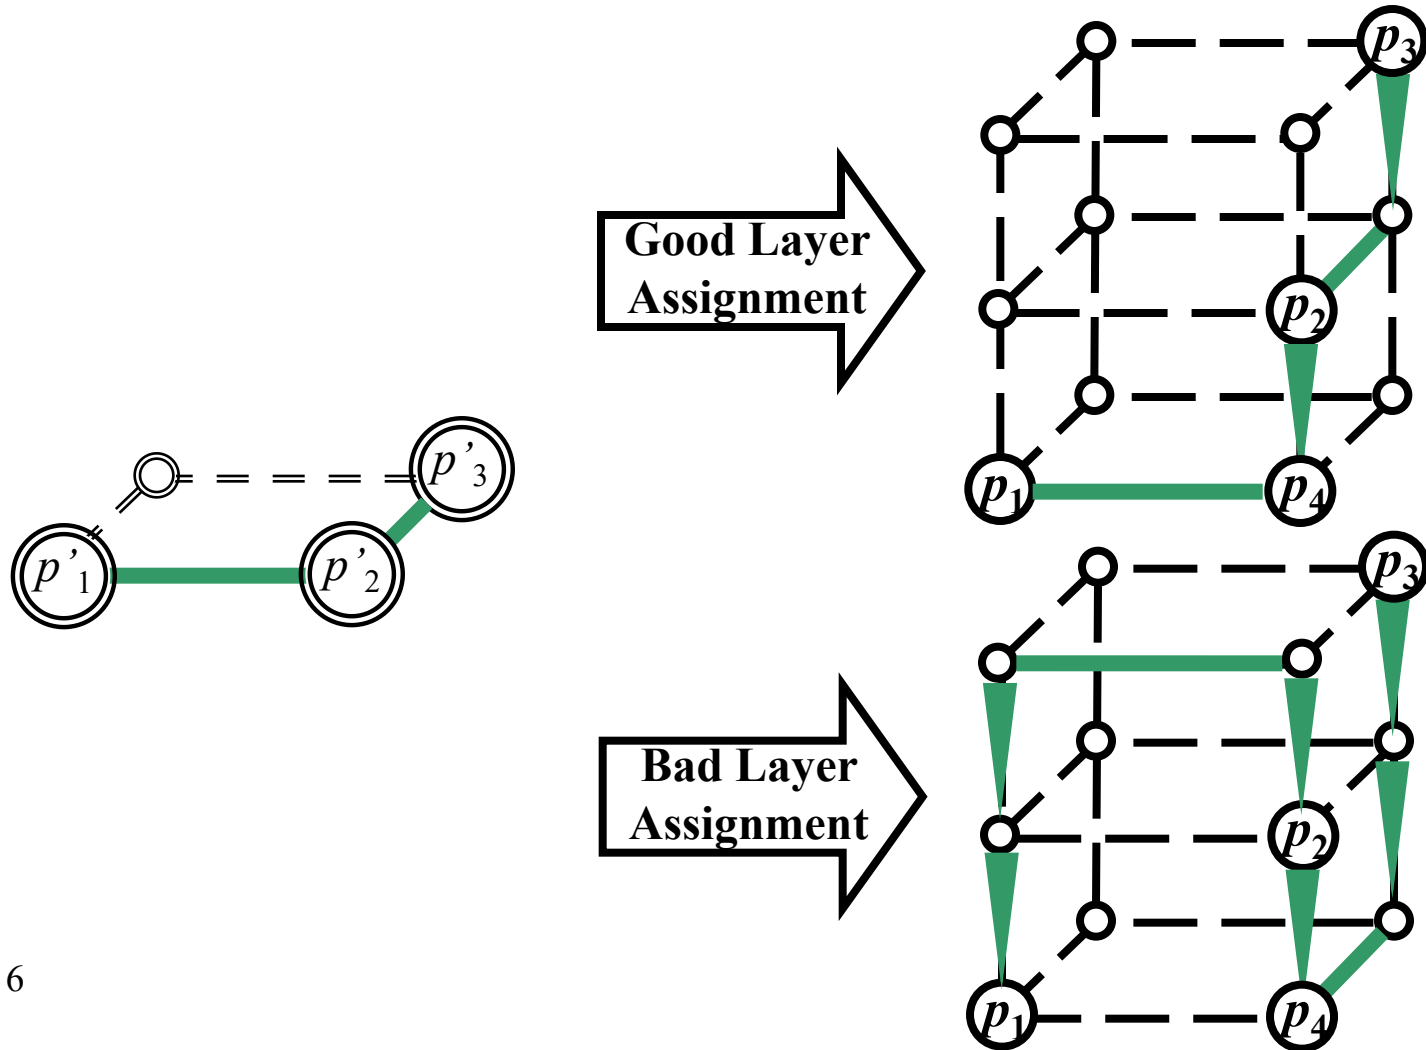 p₃
Good Layer
Assignment
p₂
p₁
p₄
p'₃
p'₁
p'₂
p₃
Bad Layer
Assignment
p₂
p₁
p₄
6